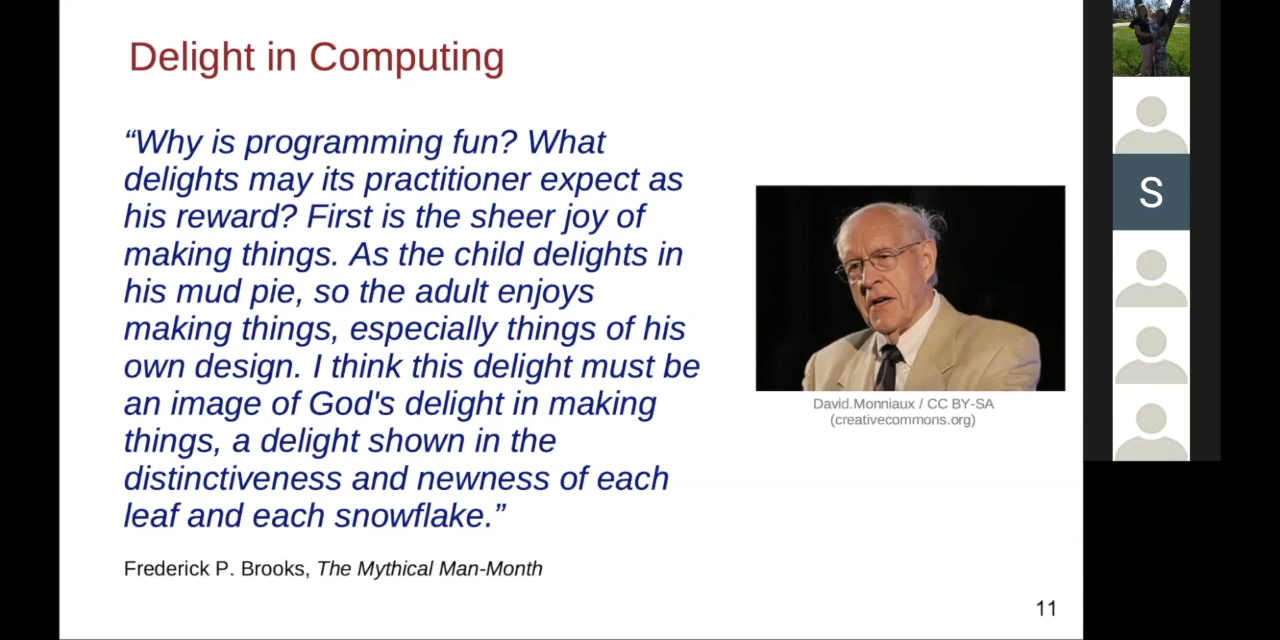 Delight in Computing
“Why is programming fun? What
delights may its practitioner expect as
his reward? First is the sheer joy of
making things. As the child delights in
his mud pie, so the adult enjoys
making things, especially things of his
own design. I think this delight must be
an image of God's delight in making
things, a delight shown in the
distinctiveness and newness of each
leaf and each snowflake.”
Frederick P. Brooks, The Mythical Man-Month
David.Monniaux / CC BY-SA
(creativecommons.org)
11
S